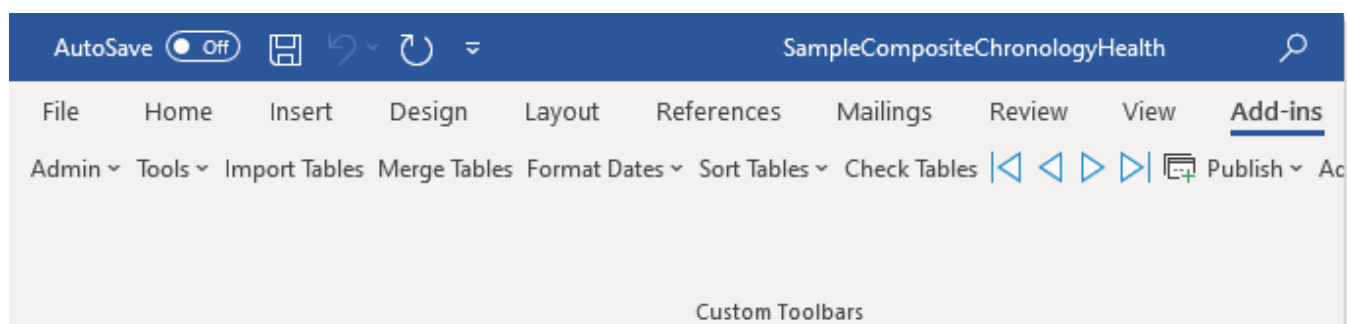 AutoSave Off SampleCompositeChronologyHealth
File Home Insert Design Layout References Mailings Review View Add-ins
Admin Tools Import Tables Merge Tables Format Dates Sort Tables Check Tables Publish
Custom Toolbars